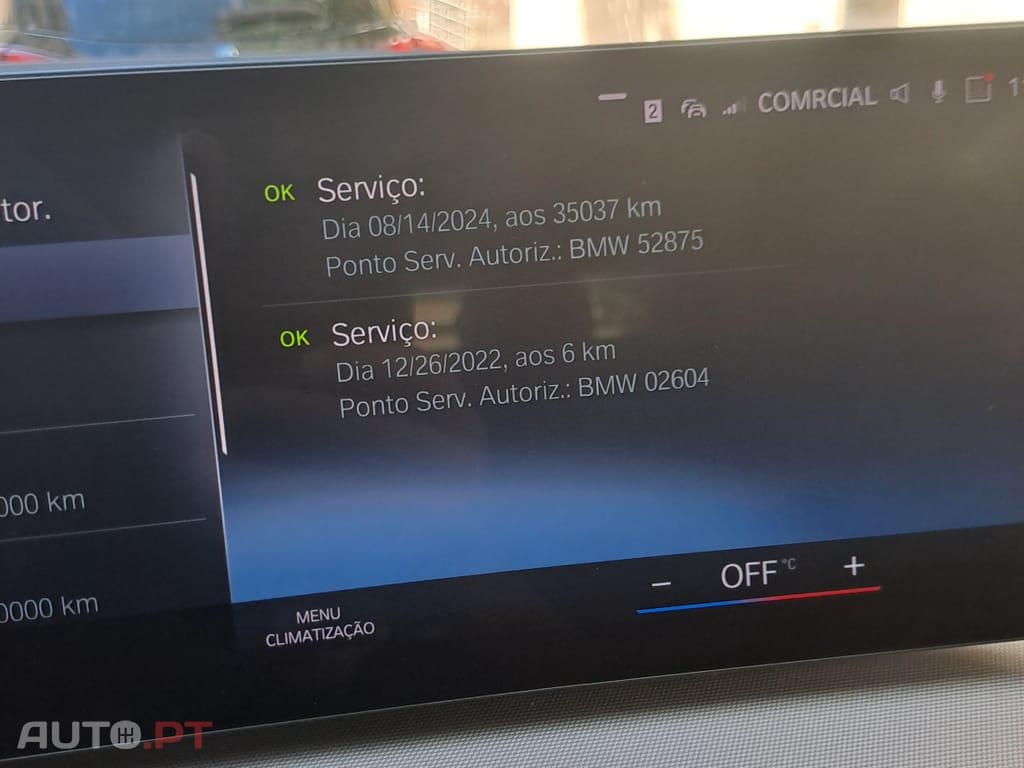 2
COMRCIAL
tor.
OK Serviço:
Dia 08/14/2024, aos 35037 km
Ponto Serv. Autoriz.: BMW 52875
OK Serviço:
Dia 12/26/2022, aos 6 km
Ponto Serv. Autoriz.: BMW 02604
000 km
0000 km
MENU
CLIMATIZAÇÃO
− OFF °C +
AUTO.PT